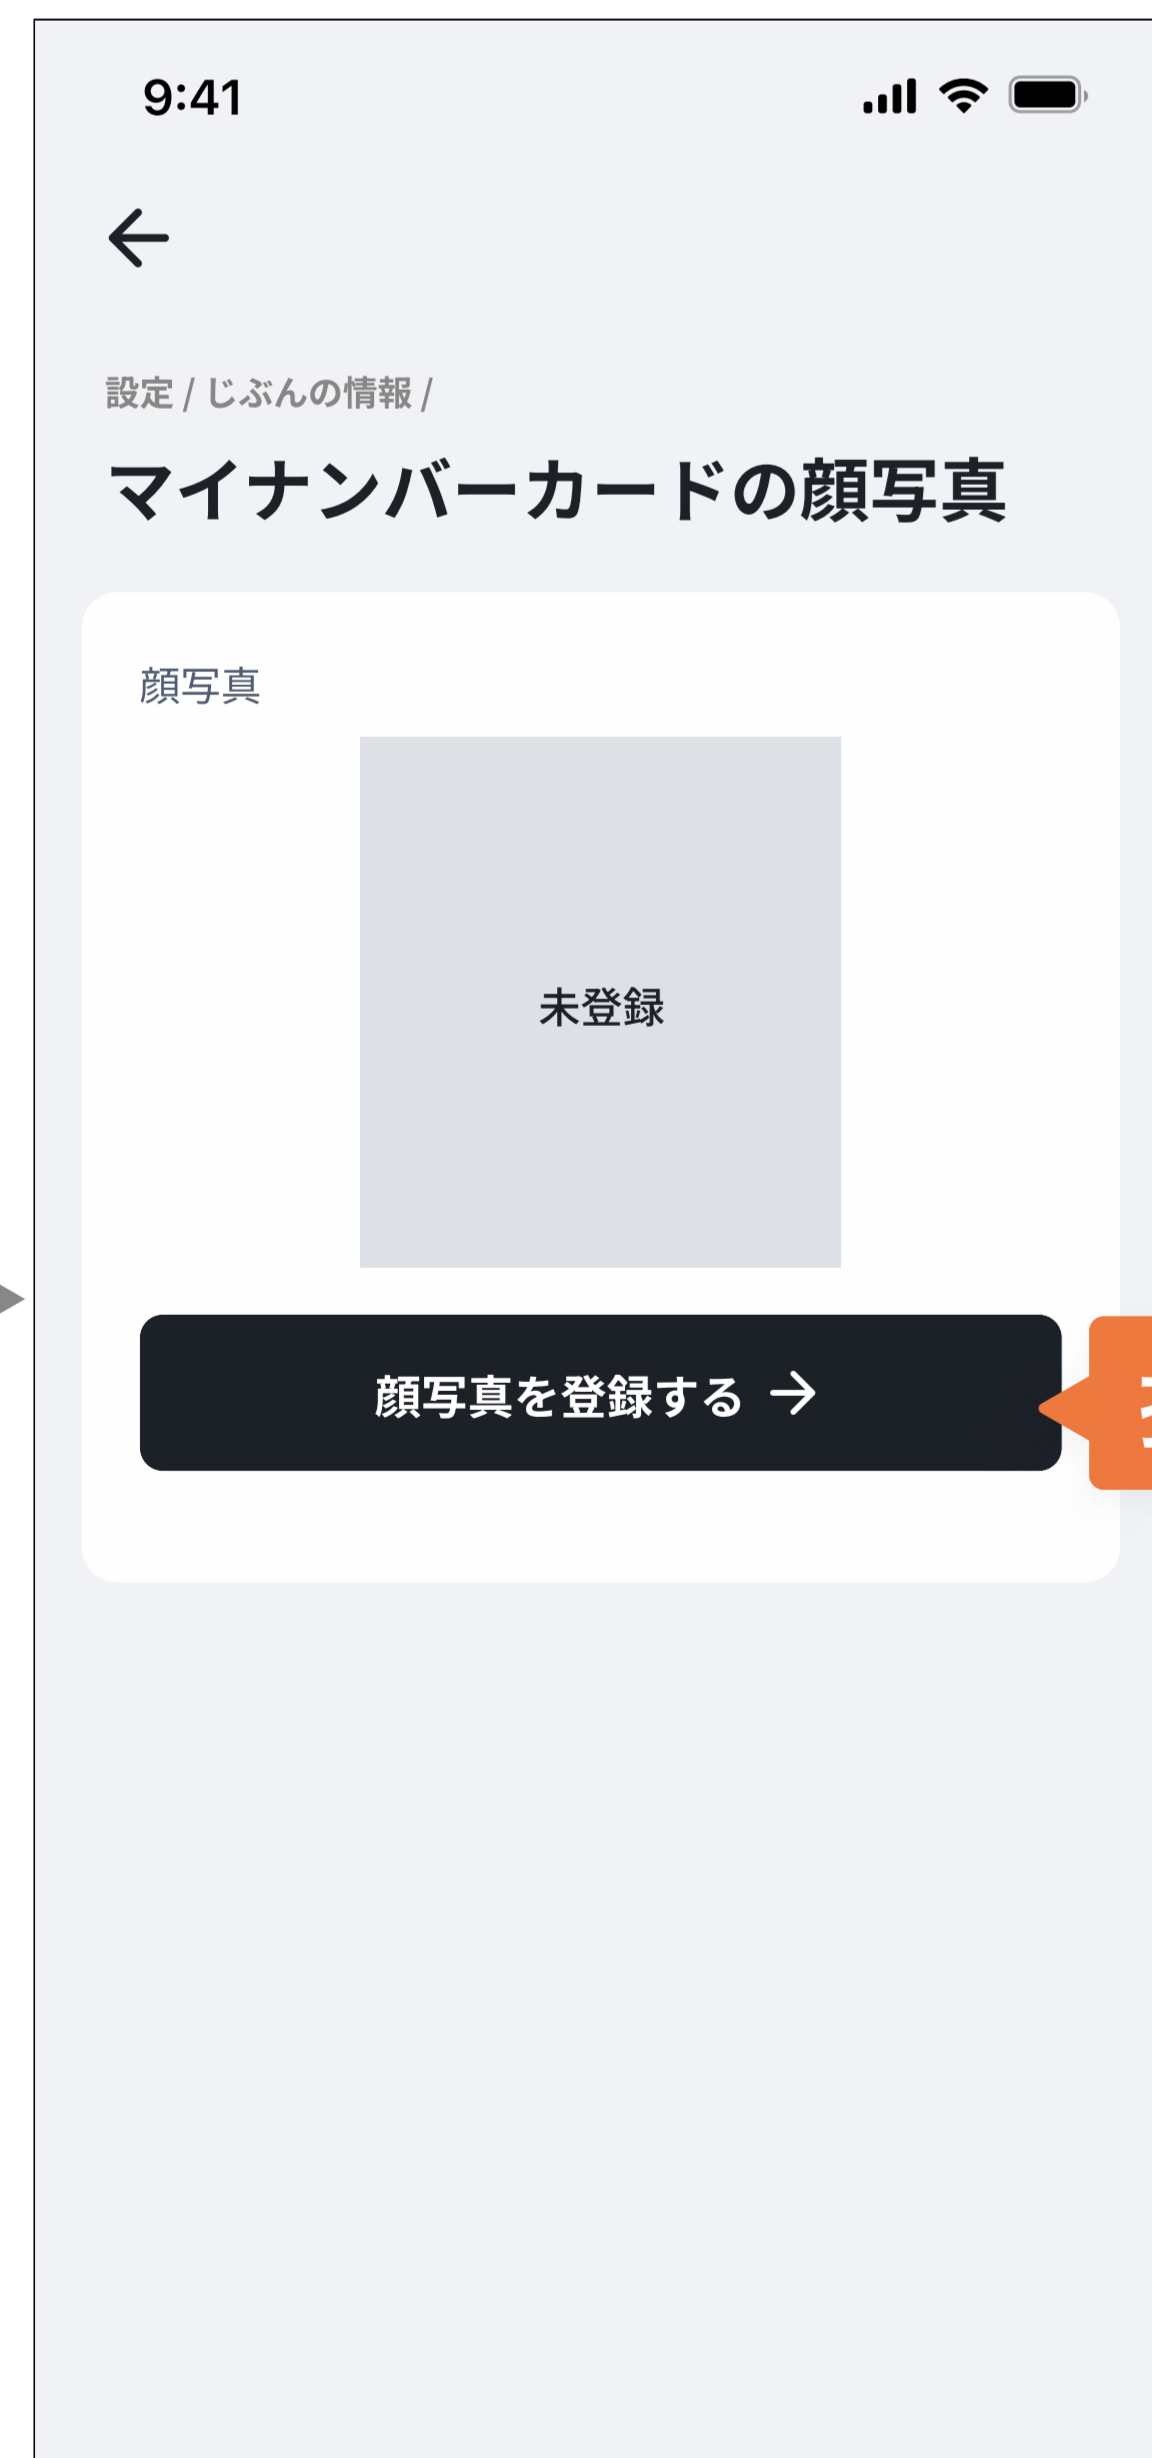 9:41
設定 / じぶんの情報 /
マイナンバーカードの顔写真
顔写真
未登録
顔写真を登録する